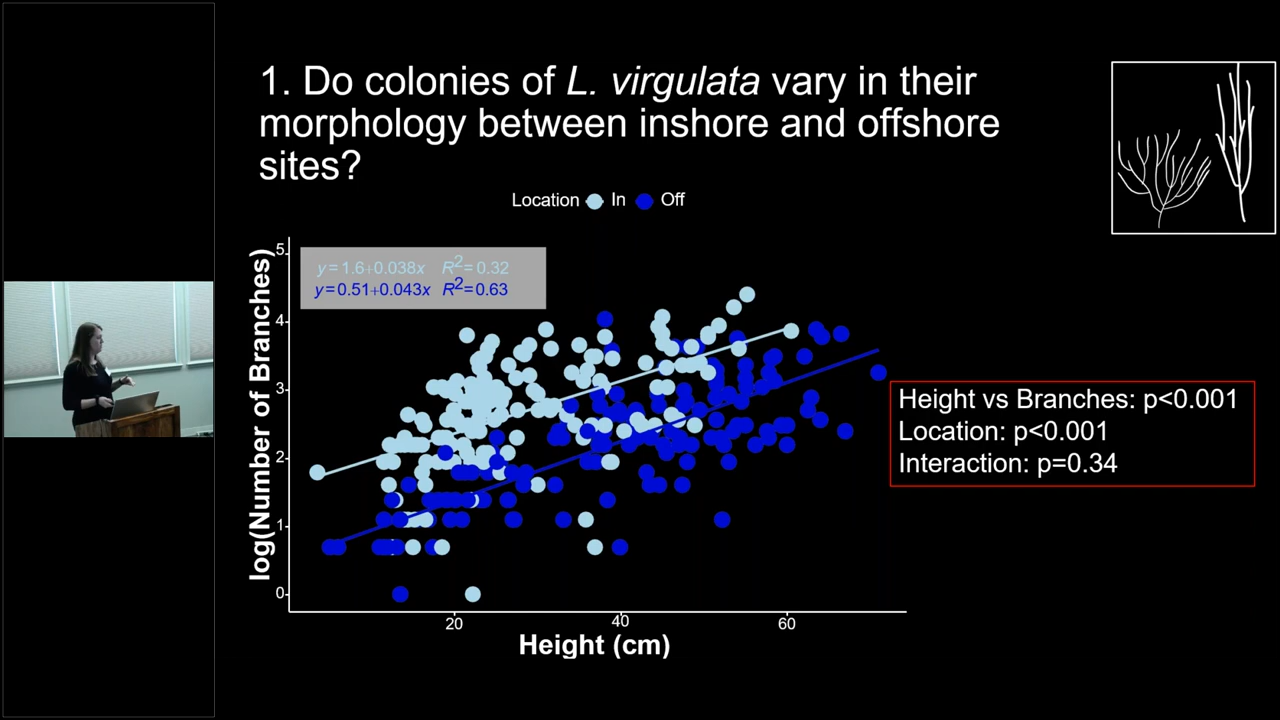 1. Do colonies of L. virgulata vary in their
morphology between inshore and offshore
sites?
Location In Off
y=1.6+0.038x R²=0.32
y=0.51+0.043x R²=0.63
log(Number of Branches)
5
4
3
2
1
0
20 40 60
Height (cm)
Height vs Branches: p<0.001
Location: p<0.001
Interaction: p=0.34